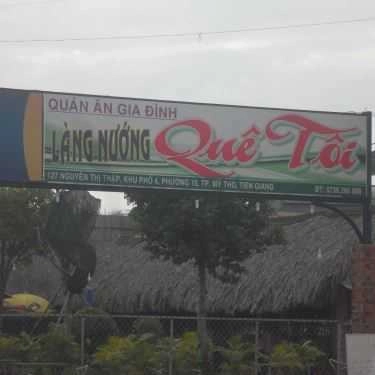 QUÁN ĂN GIA ĐÌNH
LÀNG NƯỚNG Quê Tôi
127 NGUYỄN THỊ THẬP, KHU PHỐ 4, PHƯỜNG 10, TP. MỸ THO, TIỀN GIANG